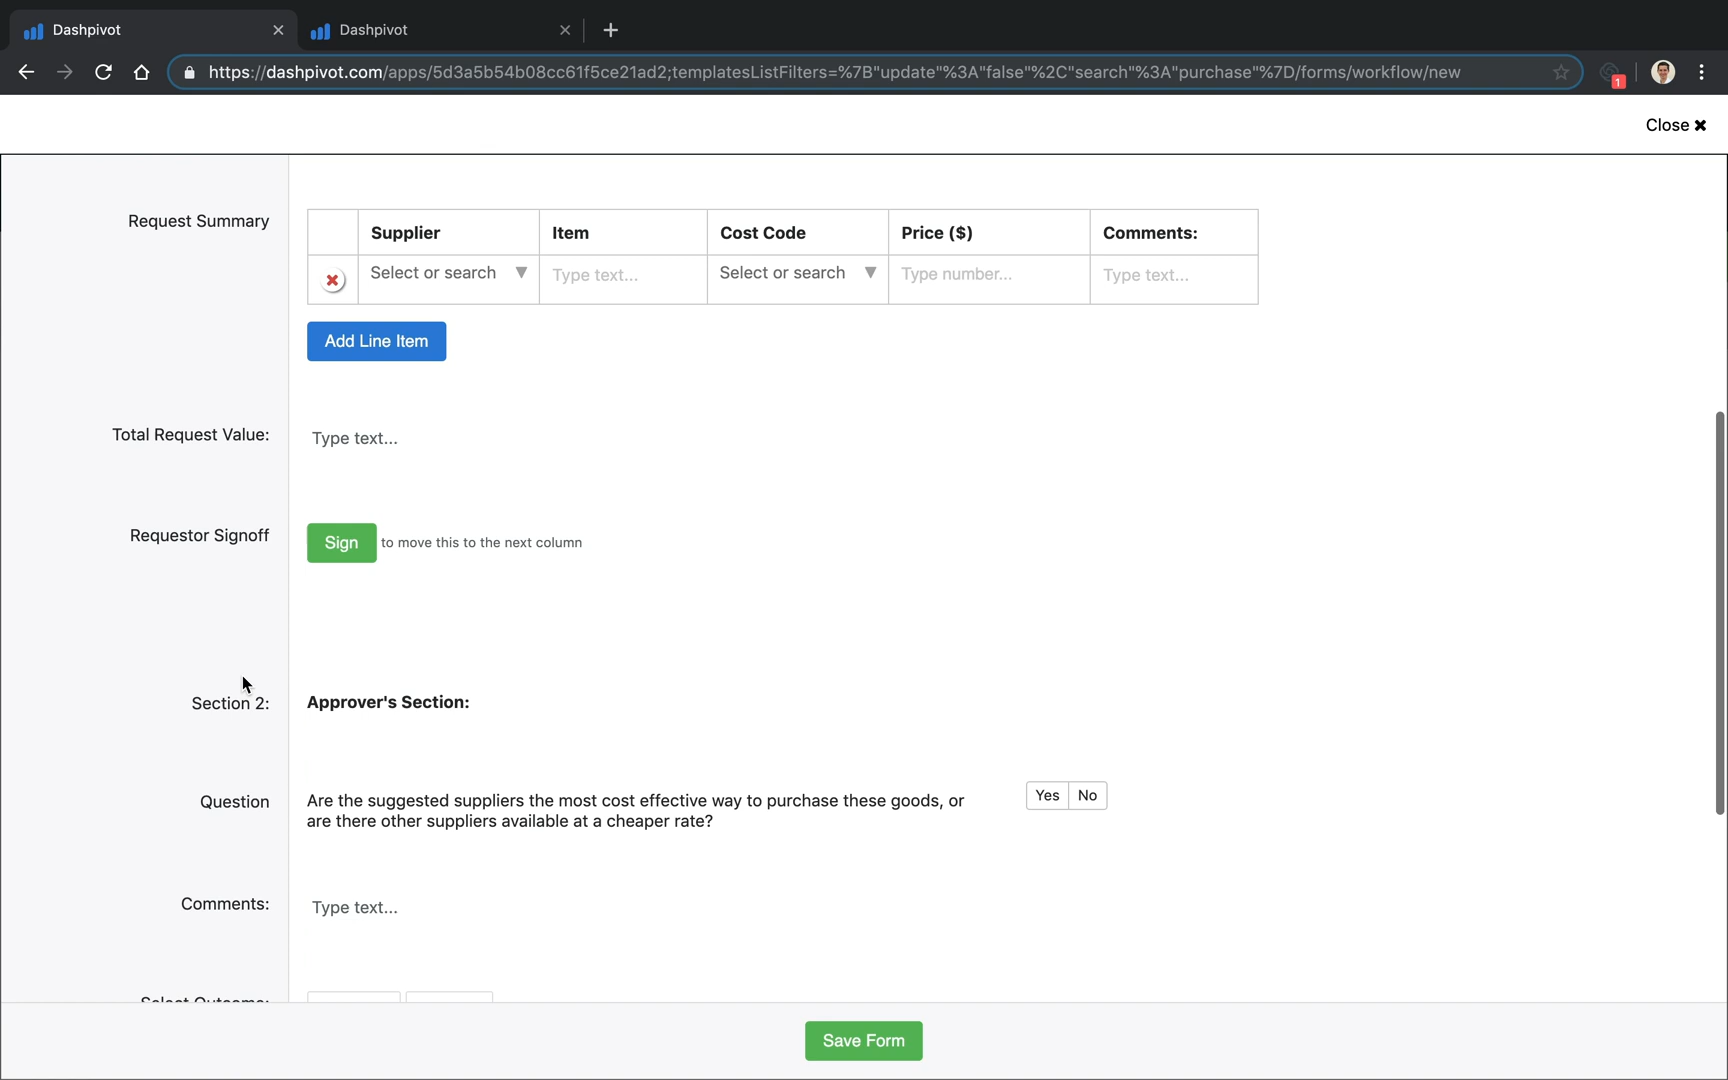 Dashpivot
Dashpivot
https://dashpivot.com/apps/5d3a5b54b08cc61f5ce21ad2;templatesListFilters=%7B"update"%3A"false"%2C"search"%3A"purchase"%7D/forms/workflow/new
1
Close
Request Summary
Supplier Item Cost Code Price ($) Comments:
Select or search Type text... Select or search Type number... Type text...
Add Line Item
Total Request Value: Type text...
Requestor Signoff Sign to move this to the next column
Section 2: Approver's Section:
Question Are the suggested suppliers the most cost effective way to purchase these goods, or Yes No
are there other suppliers available at a cheaper rate?
Comments: Type text...
Select Outcome:
Save Form